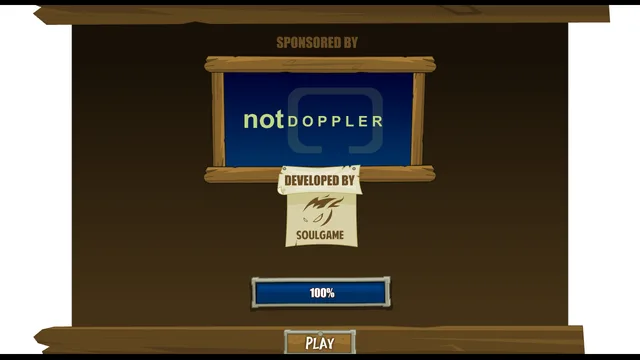 SPONSORED BY
notDOPPLER
DEVELOPED BY
SOULGAME
100%
PLAY